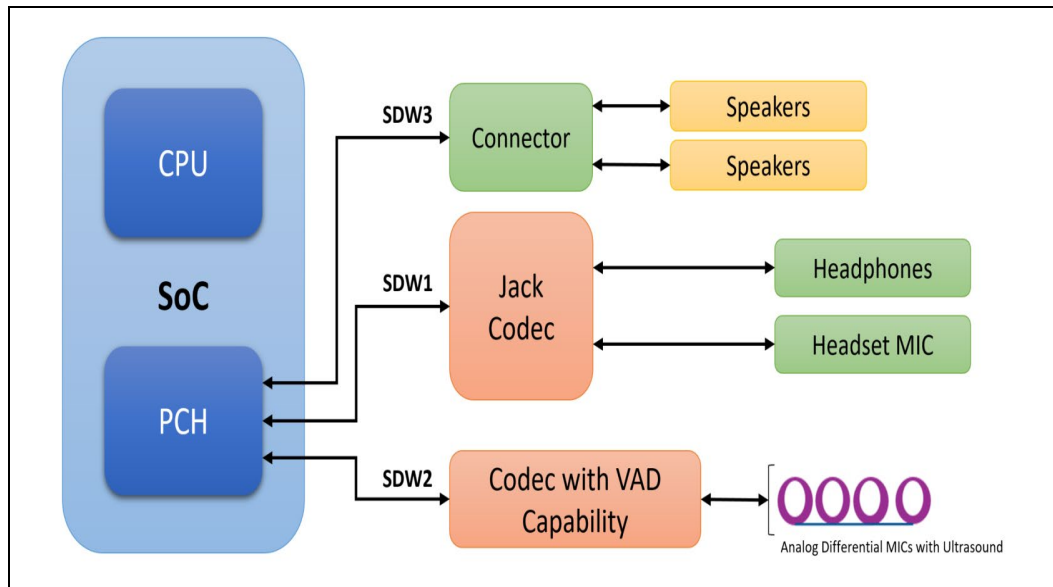 CPU
SoC
PCH
SDW3
Connector
Speakers
Speakers
SDW1
Jack
Codec
Headphones
Headset MIC
SDW2
Codec with VAD
Capability
Analog Differential MICs with Ultrasound